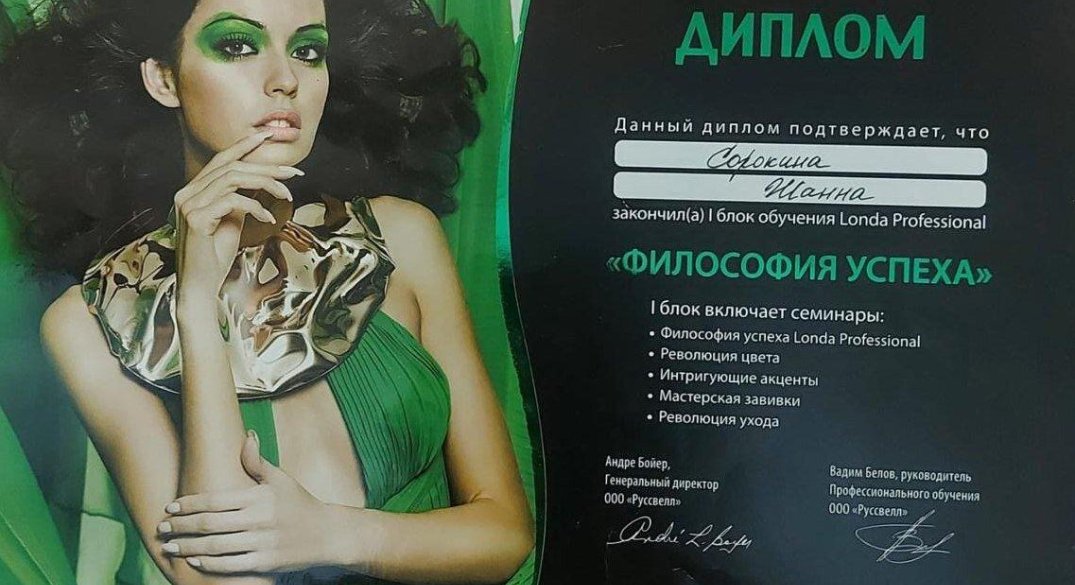 ДИПЛОМ
Данный диплом подтверждает, что
Сорокина
Жанна
закончил(а) I блок обучения Londa Professional
«ФИЛОСОФИЯ УСПЕХА»
I блок включает семинары:
• Философия успеха Londa Professional
• Революция цвета
• Интригующие акценты
• Мастерская завивки
• Революция ухода
Андре Бойер,
Генеральный директор
ООО «Руссвелл»
Вадим Белов, руководитель
Профессионального обучения
ООО «Руссвелл»